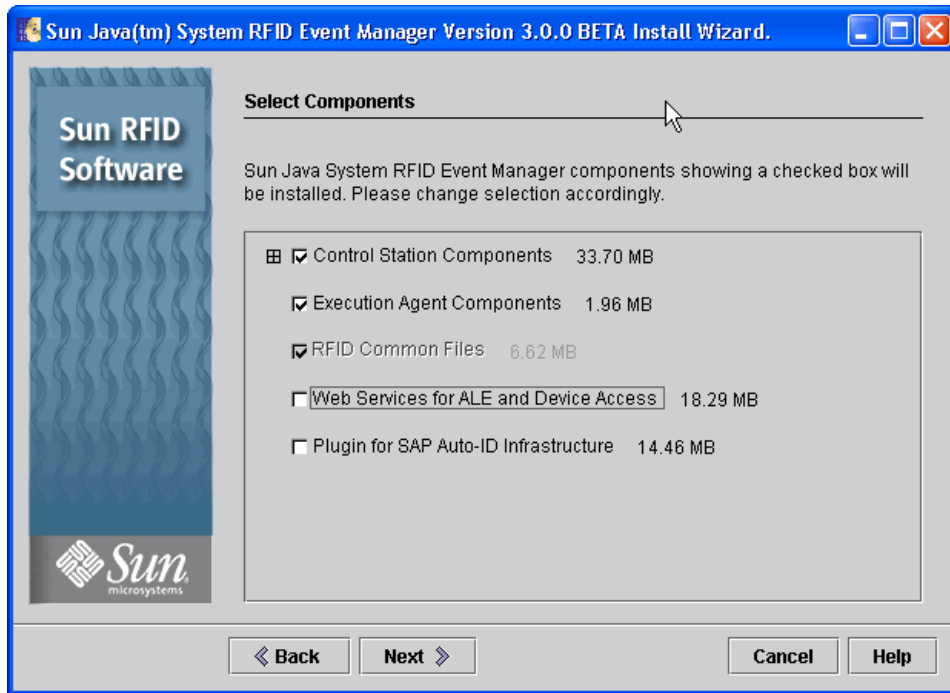 Sun Java(tm) System RFID Event Manager Version 3.0.0 BETA Install Wizard.
Sun RFID
Software
Select Components
Sun Java System RFID Event Manager components showing a checked box will
be installed. Please change selection accordingly.
Control Station Components 33.70 MB
Execution Agent Components 1.96 MB
RFID Common Files 6.62 MB
Web Services for ALE and Device Access 18.29 MB
Plugin for SAP Auto-ID Infrastructure 14.46 MB
Sun
microsystems
Back Next Cancel Help